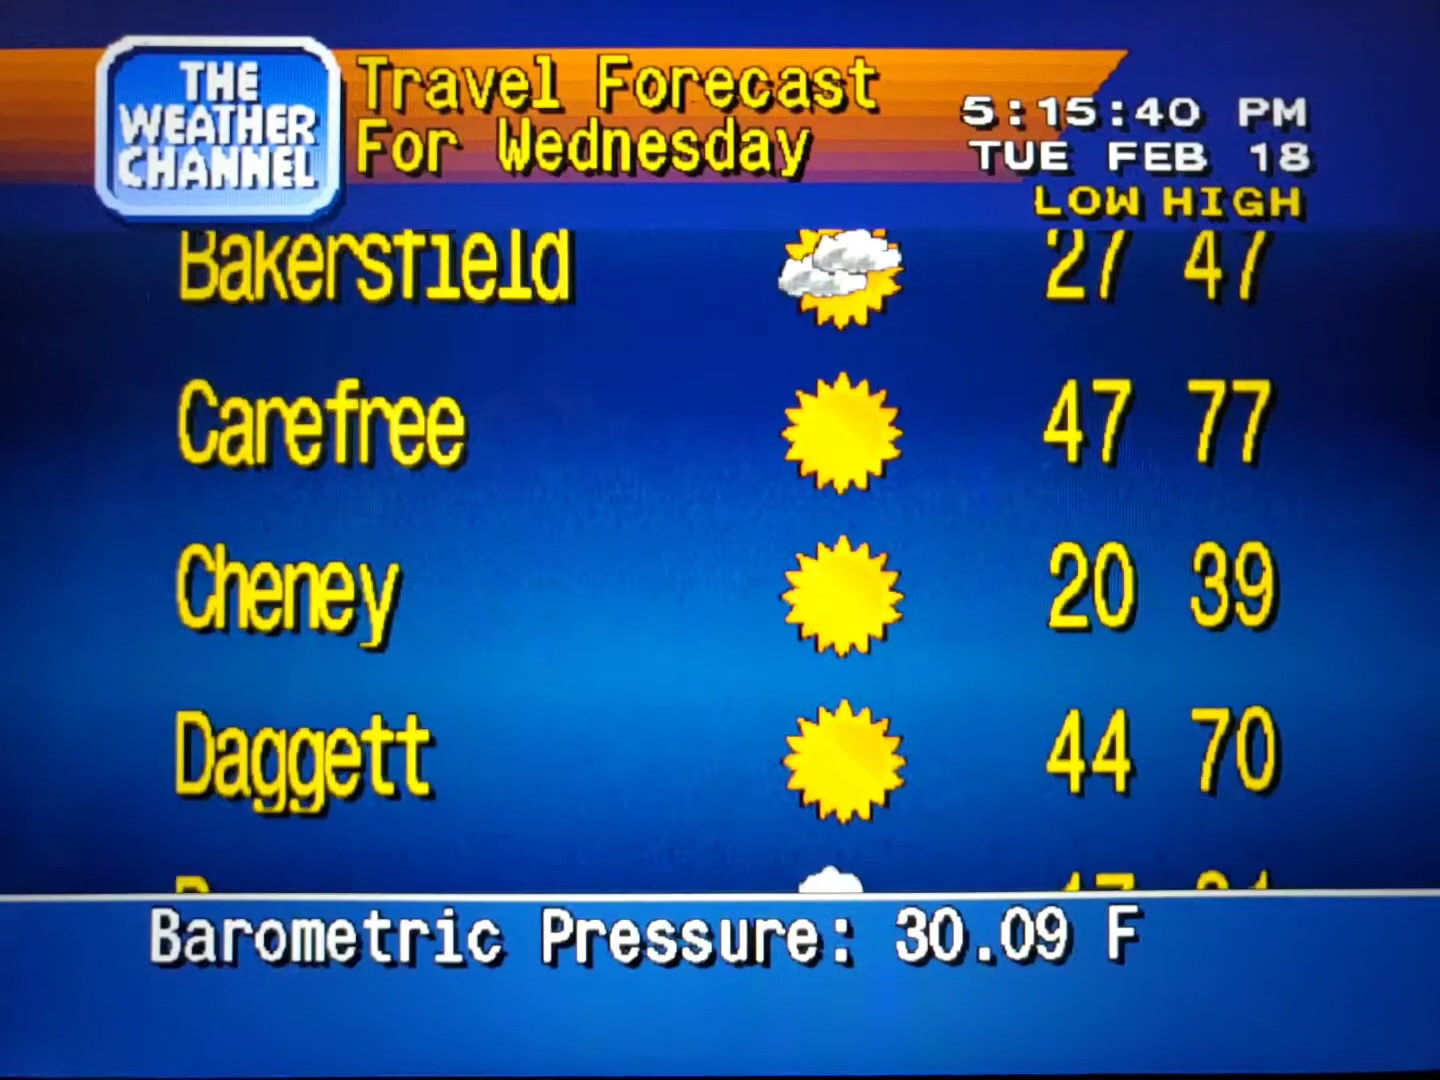 THE
WEATHER
CHANNEL
Travel Forecast
For Wednesday
5:15:40 PM
TUE FEB 18
LOW HIGH
Bakersfield 27 47
Carefree 47 77
Cheney 20 39
Daggett 44 70
Barometric Pressure: 30.09 F